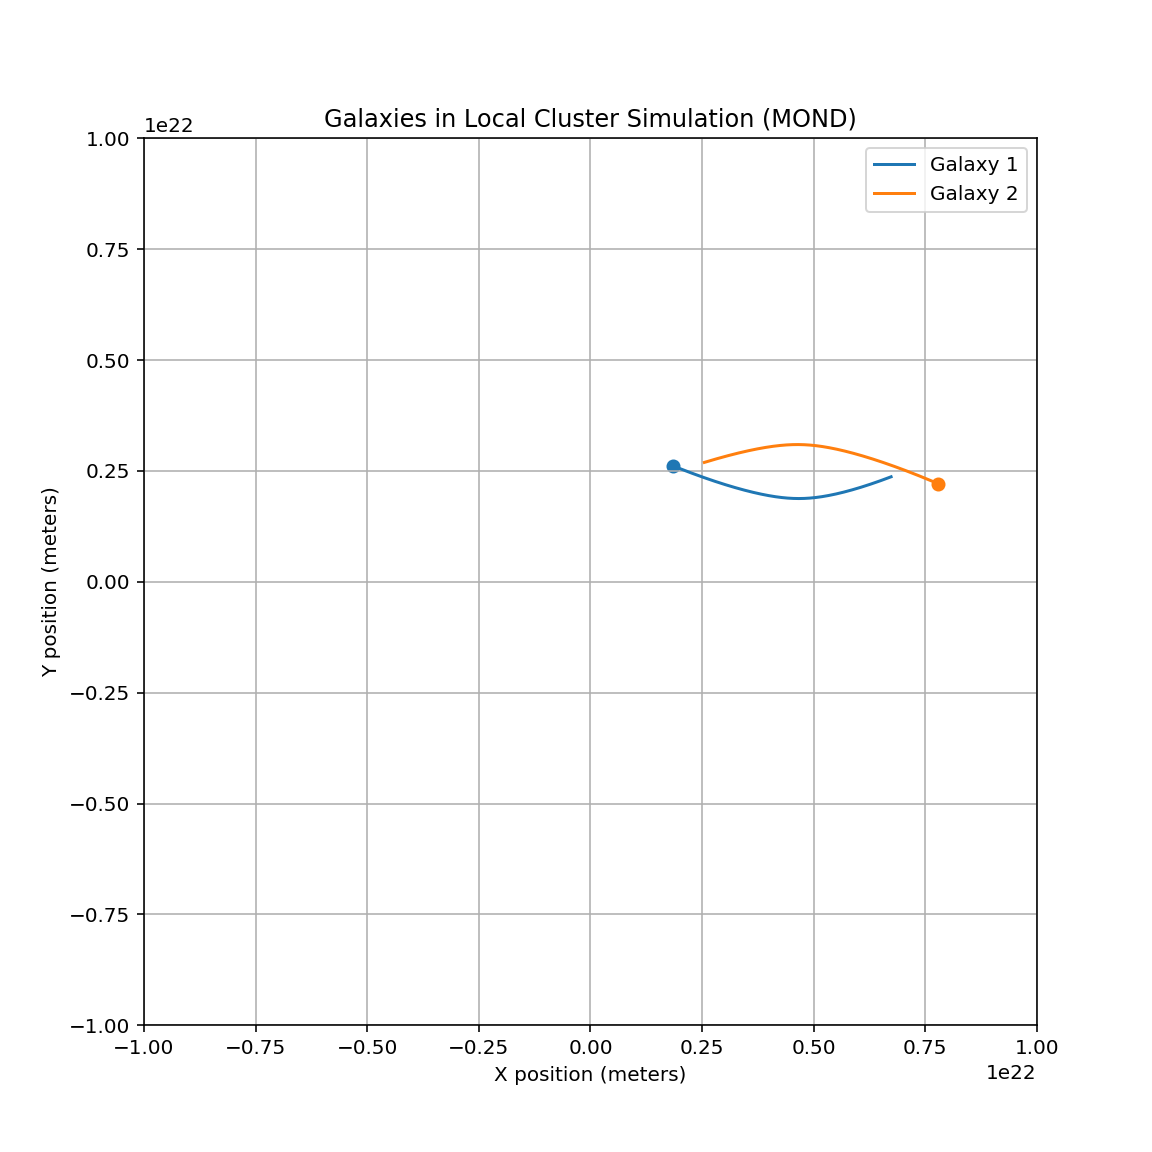 Galaxies in Local Cluster Simulation (MOND)
1e22
Galaxy 1
Galaxy 2
1.00
0.75
0.50
0.25
0.00
−0.25
−0.50
−0.75
−1.00
Y position (meters)
−1.00 −0.75 −0.50 −0.25 0.00 0.25 0.50 0.75 1.00
X position (meters)
1e22